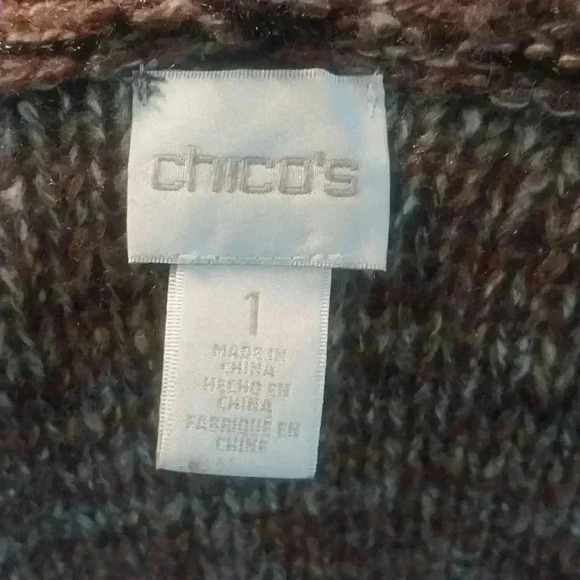 chico's
1
MADE IN
CHINA
HECHO EN
CHINA
FABRIQUE EN
CHINE